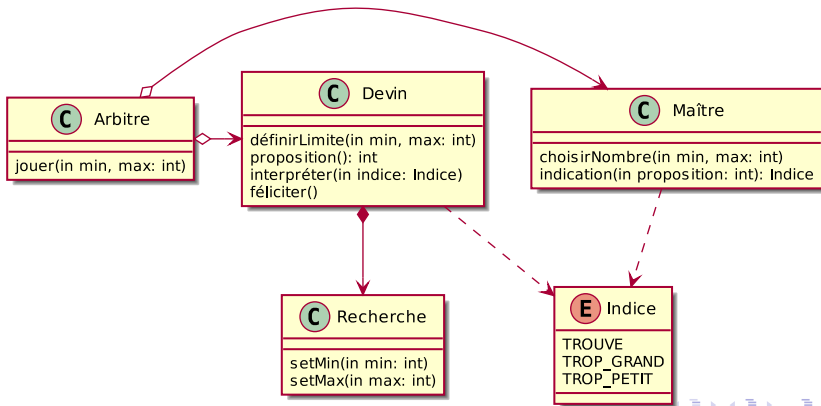 C Arbitre
jouer(in min, max: int)
C Devin
définirLimite(in min, max: int)
proposition(): int
interpréter(in indice: Indice)
féliciter()
C Maître
choisirNombre(in min, max: int)
indication(in proposition: int): Indice
C Recherche
setMin(in min: int)
setMax(in max: int)
E Indice
TROUVE
TROP_GRAND
TROP_PETIT